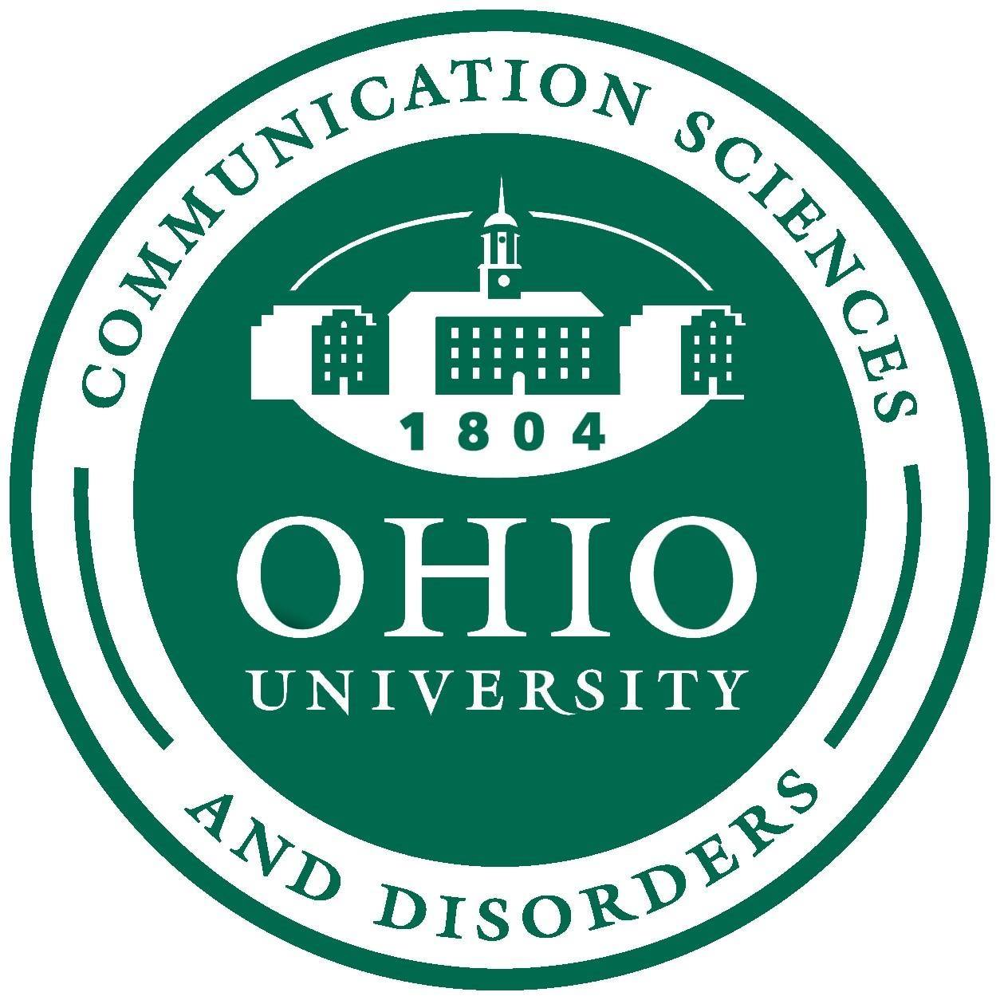 COMMUNICATION SCIENCES
1804
OHIO
UNIVERSITY
AND DISORDERS